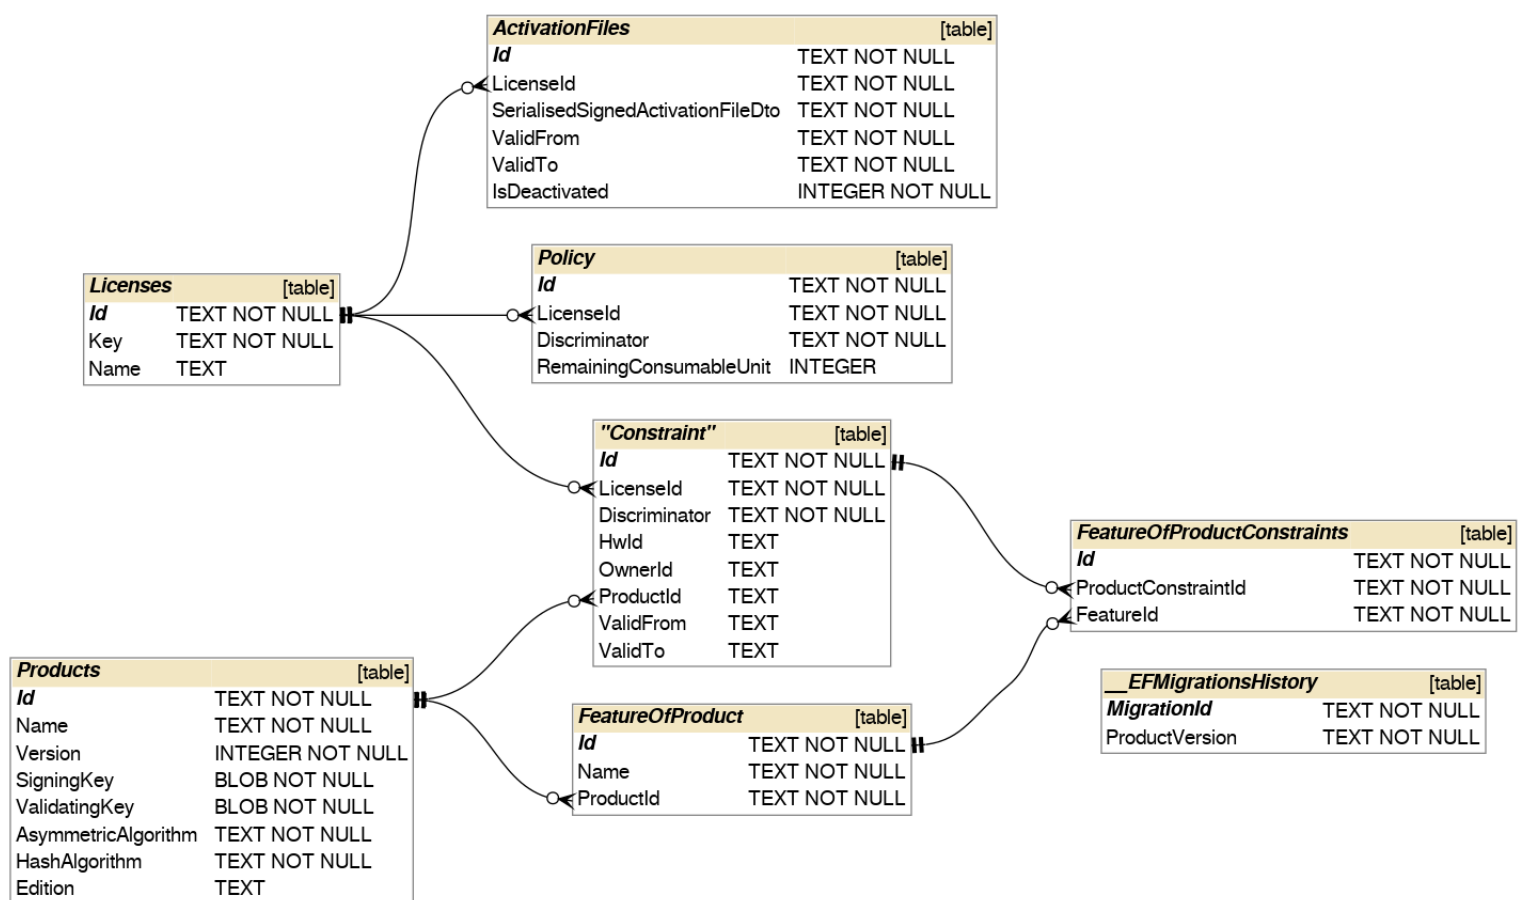 ActivationFiles [table]
Id TEXT NOT NULL
LicenseId TEXT NOT NULL
SerialisedSignedActivationFileDto TEXT NOT NULL
ValidFrom TEXT NOT NULL
ValidTo TEXT NOT NULL
IsDeactivated INTEGER NOT NULL
Policy [table]
Id TEXT NOT NULL
LicenseId TEXT NOT NULL
Discriminator TEXT NOT NULL
RemainingConsumableUnit INTEGER
Licenses [table]
Id TEXT NOT NULL
Key TEXT NOT NULL
Name TEXT
"Constraint" [table]
Id TEXT NOT NULL
LicenseId TEXT NOT NULL
Discriminator TEXT NOT NULL
HwId TEXT
OwnerId TEXT
ProductId TEXT
ValidFrom TEXT
ValidTo TEXT
FeatureOfProductConstraints [table]
Id TEXT NOT NULL
ProductConstraintId TEXT NOT NULL
FeatureId TEXT NOT NULL
Products [table]
Id TEXT NOT NULL
Name TEXT NOT NULL
Version INTEGER NOT NULL
SigningKey BLOB NOT NULL
ValidatingKey BLOB NOT NULL
AsymmetricAlgorithm TEXT NOT NULL
HashAlgorithm TEXT NOT NULL
Edition TEXT
FeatureOfProduct [table]
Id TEXT NOT NULL
Name TEXT NOT NULL
ProductId TEXT NOT NULL
__EFMigrationsHistory [table]
MigrationId TEXT NOT NULL
ProductVersion TEXT NOT NULL